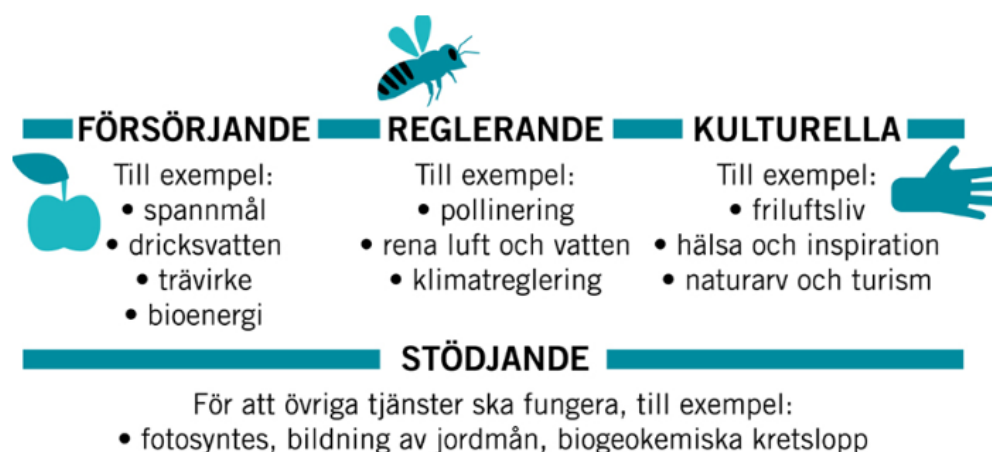 FÖRSÖRJANDE
Till exempel:
• spannmål
• dricksvatten
• trävirke
• bioenergi
REGLERANDE
Till exempel:
• pollinering
• rena luft och vatten
• klimatreglering
KULTURELLA
Till exempel:
• friluftsliv
• hälsa och inspiration
• naturarv och turism
STÖDJANDE
För att övriga tjänster ska fungera, till exempel:
• fotosyntes, bildning av jordmån, biogeokemiska kretslopp